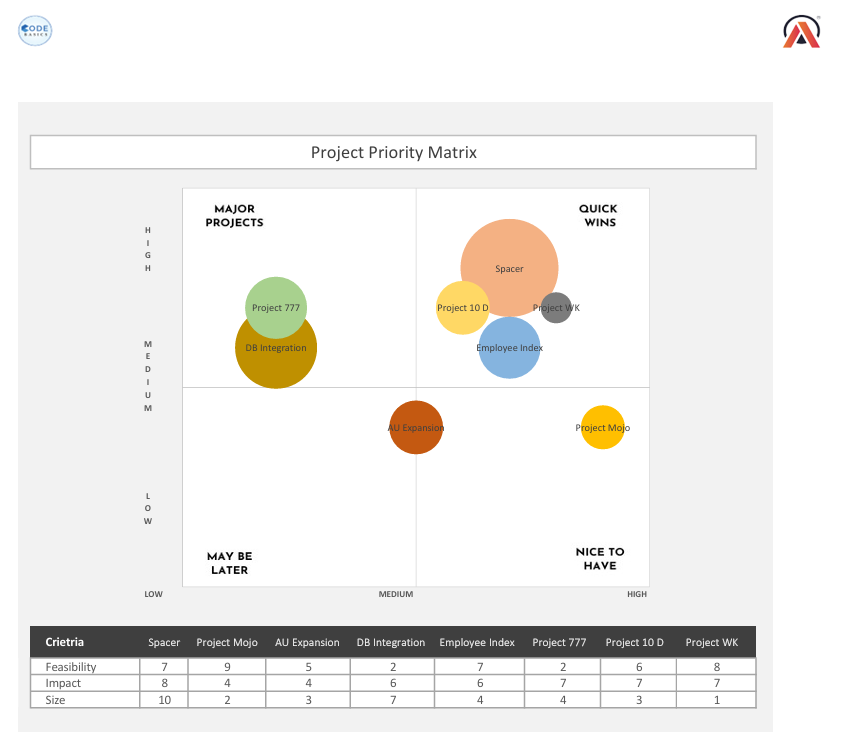 CODE
BASICS
Project Priority Matrix
MAJOR
PROJECTS
QUICK
WINS
HIGH
MEDIUM
LOW
Spacer
Project 777
Project 10 D
Project WK
DB Integration
Employee Index
AU Expansion
Project Mojo
MAY BE
LATER
NICE TO
HAVE
LOW MEDIUM HIGH
Crietria Spacer Project Mojo AU Expansion DB Integration Employee Index Project 777 Project 10 D Project WK
Feasibility 7 9 5 2 7 2 6 8
Impact 8 4 4 6 6 7 7 7
Size 10 2 3 7 4 4 3 1